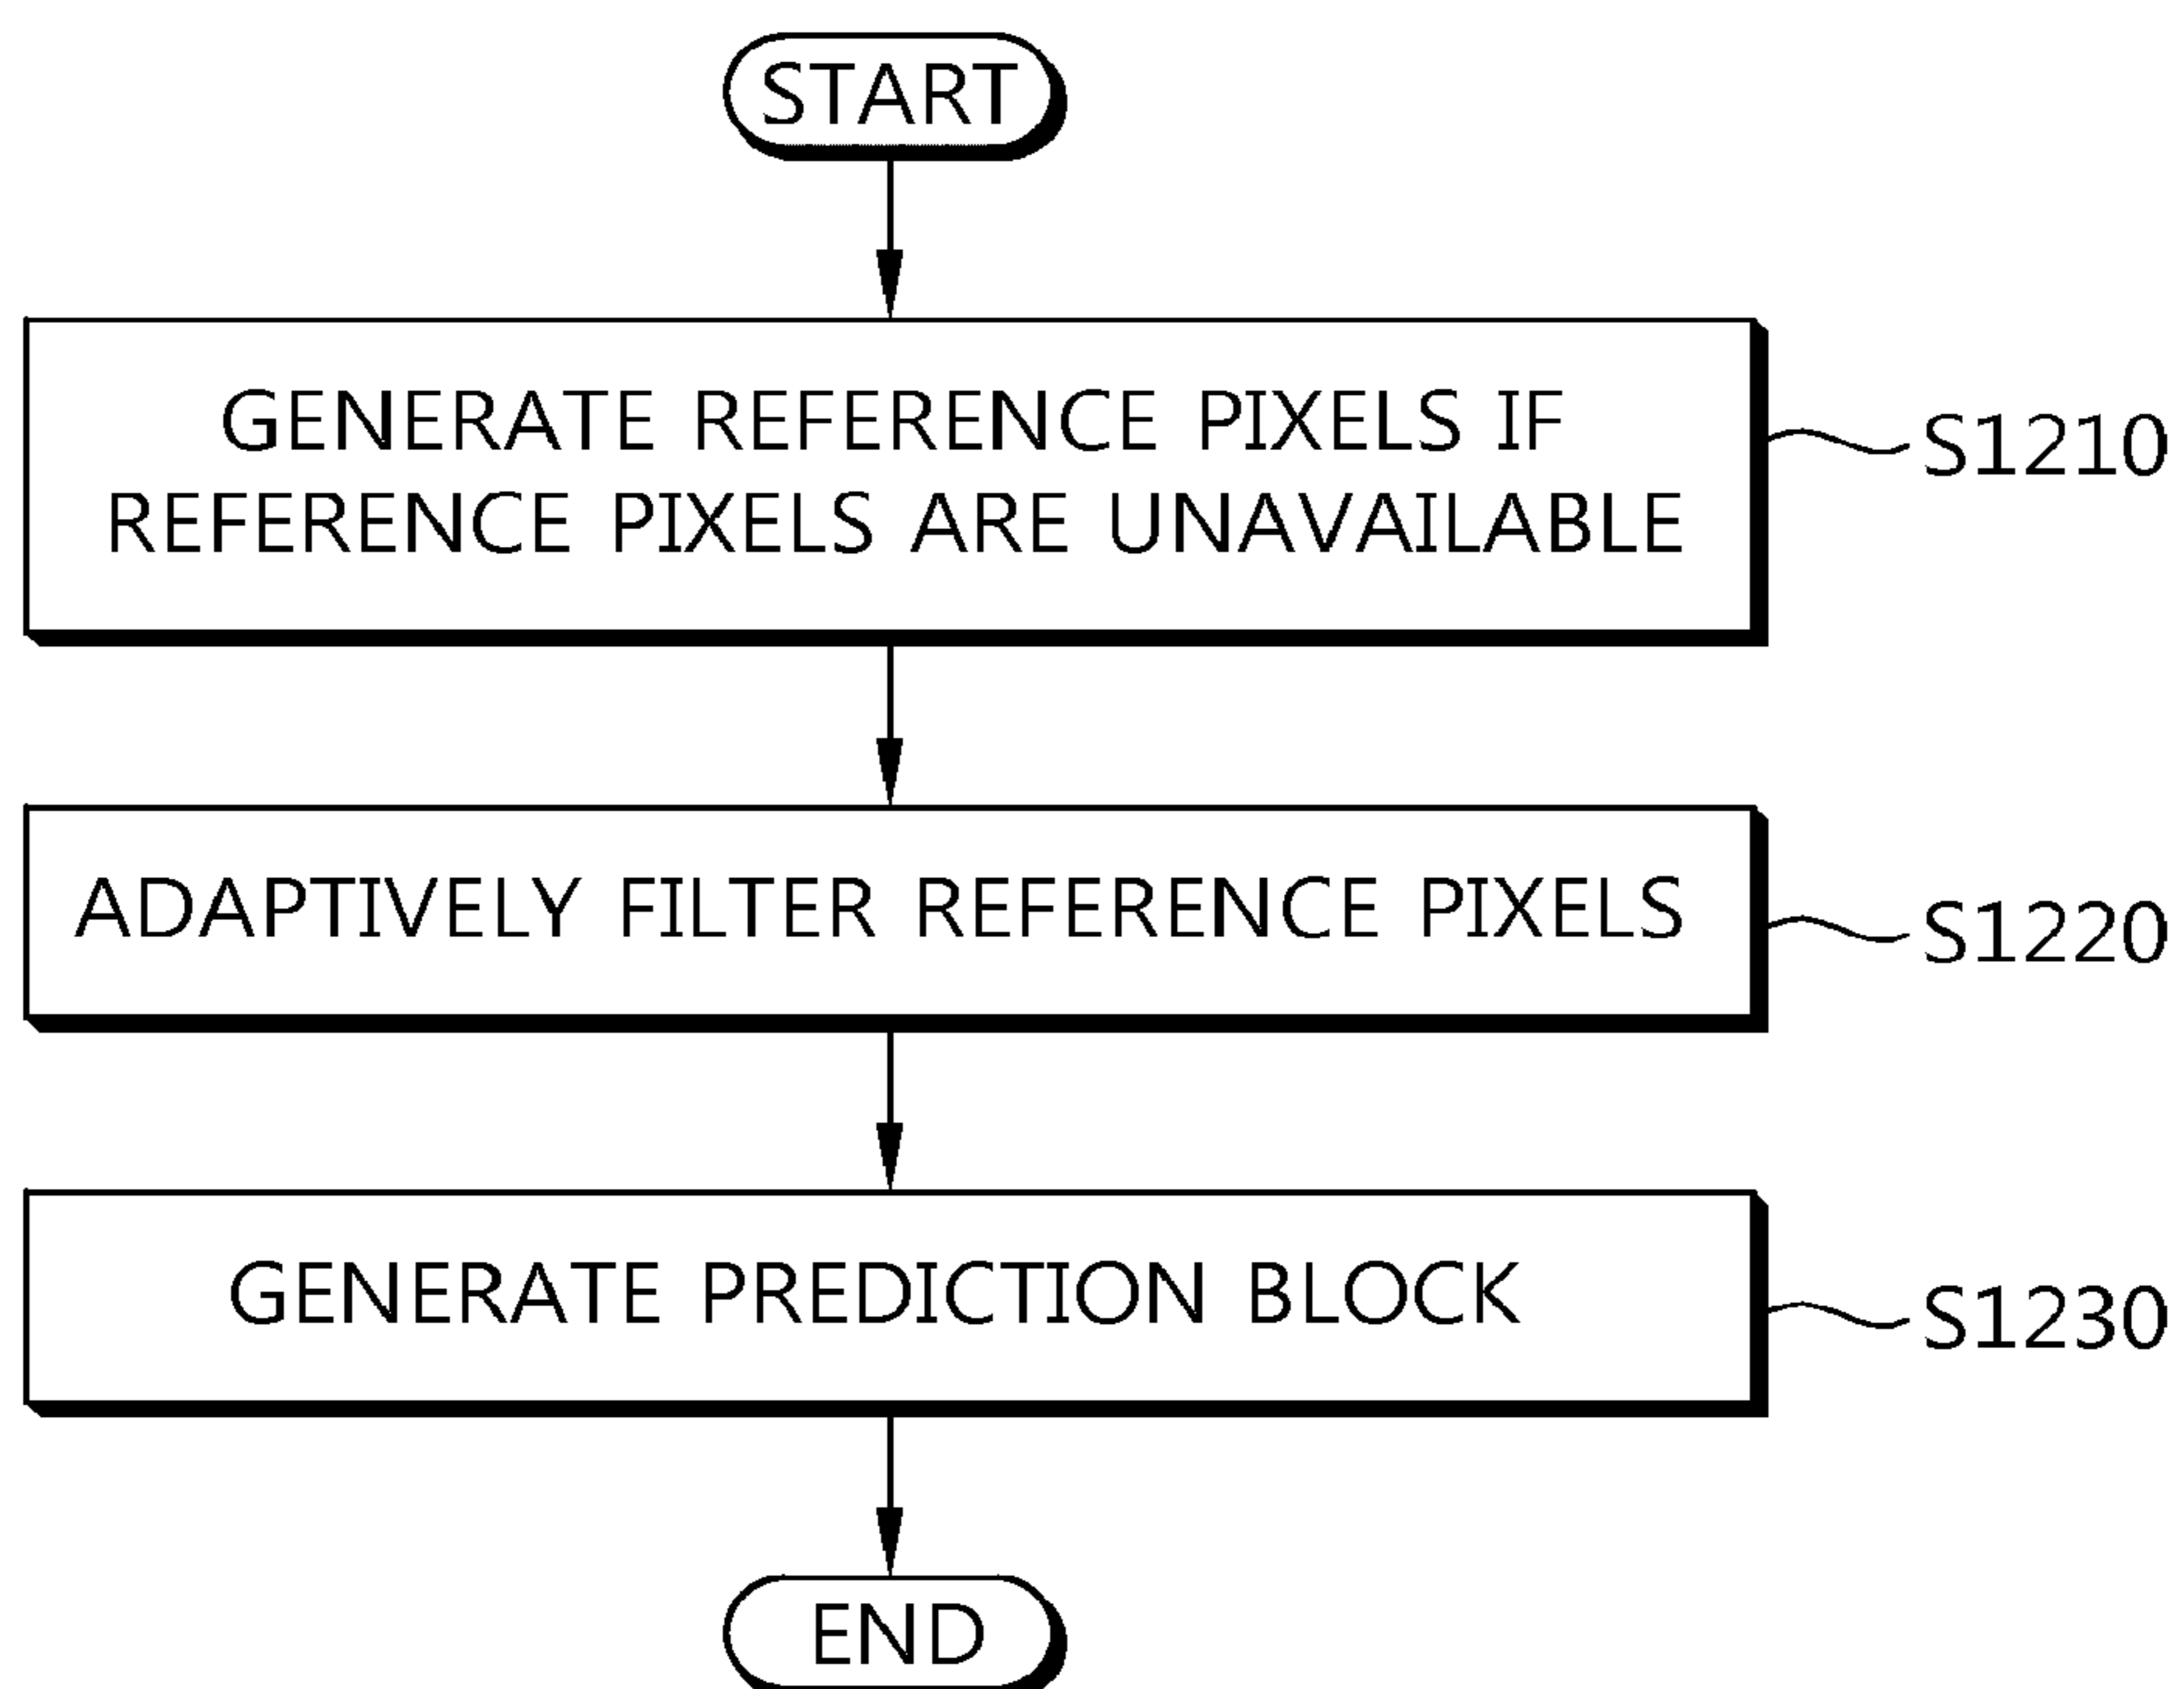 START
GENERATE REFERENCE PIXELS IF
REFERENCE PIXELS ARE UNAVAILABLE
S1210
ADAPTIVELY FILTER REFERENCE PIXELS
S1220
GENERATE PREDICTION BLOCK
S1230
END